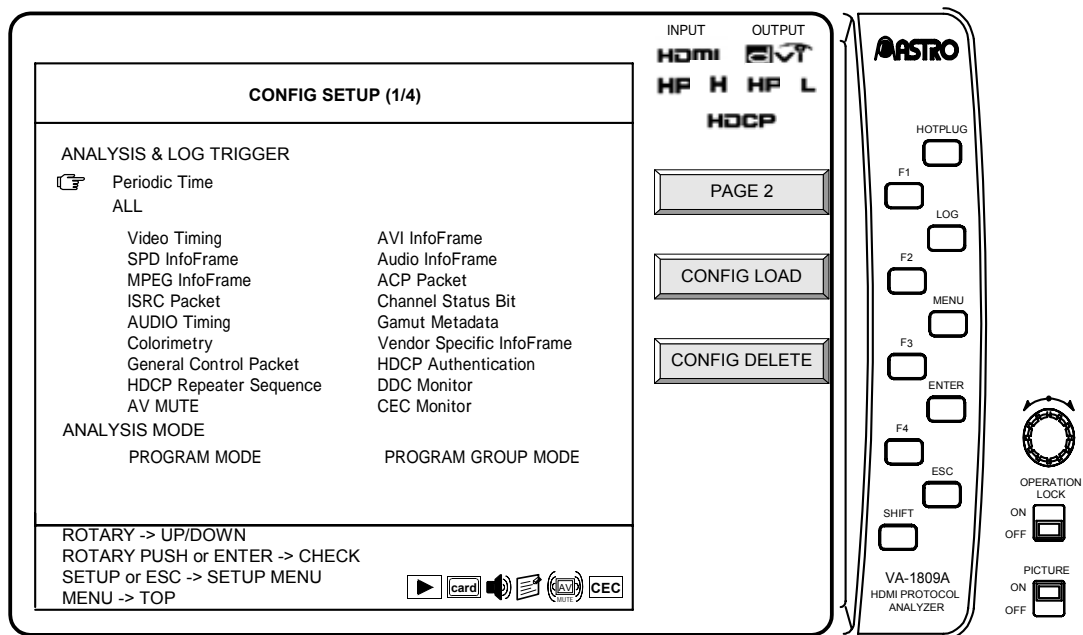 CONFIG SETUP (1/4)
ANALYSIS & LOG TRIGGER
Periodic Time
ALL
Video Timing AVI InfoFrame
SPD InfoFrame Audio InfoFrame
MPEG InfoFrame ACP Packet
ISRC Packet Channel Status Bit
AUDIO Timing Gamut Metadata
Colorimetry Vendor Specific InfoFrame
General Control Packet HDCP Authentication
HDCP Repeater Sequence DDC Monitor
AV MUTE CEC Monitor
ANALYSIS MODE
PROGRAM MODE PROGRAM GROUP MODE
ROTARY -> UP/DOWN
ROTARY PUSH or ENTER -> CHECK
SETUP or ESC -> SETUP MENU
MENU -> TOP
card
AV
MUTE
CEC
INPUT OUTPUT
HDMI DVI
HP H HP L
HDCP
PAGE 2
CONFIG LOAD
CONFIG DELETE
ASTRO
HOTPLUG
F1
LOG
F2
MENU
F3
ENTER
F4
ESC
SHIFT
VA-1809A
HDMI PROTOCOL
ANALYZER
OPERATION
LOCK
ON
OFF
PICTURE
ON
OFF